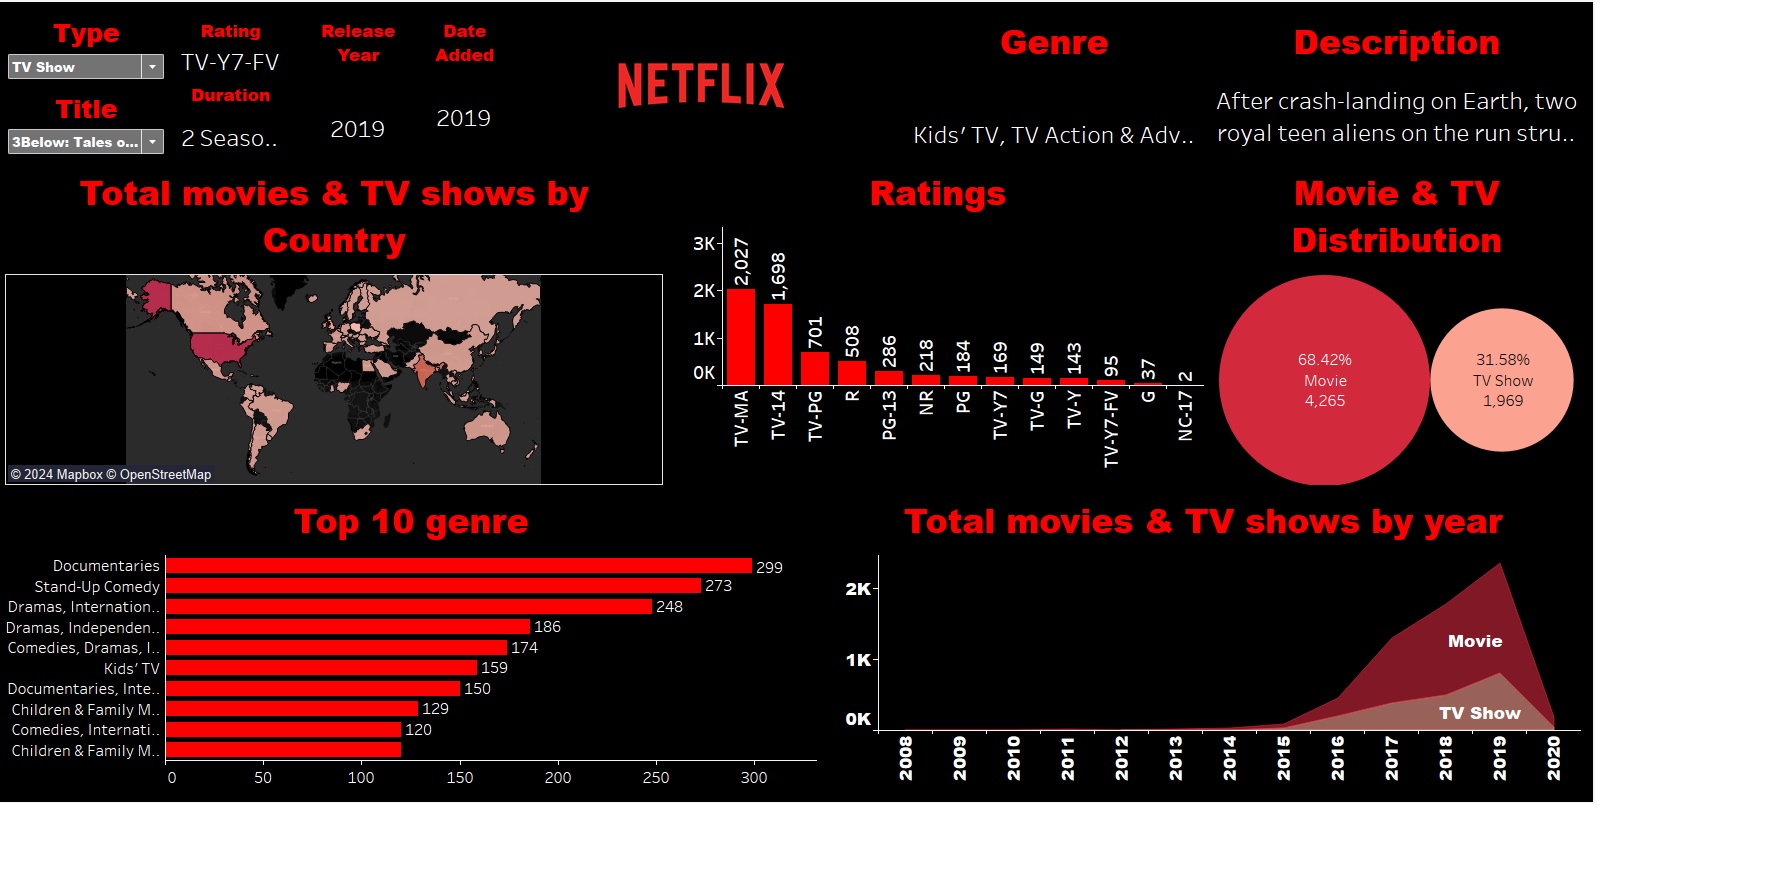 Type
TV Show
Title
3Below: Tales o...
Rating
TV-Y7-FV
Duration
2 Seaso..
Release
Year
2019
Date
Added
2019
NETFLIX
Genre
Kids' TV, TV Action & Adv..
Description
After crash-landing on Earth, two
royal teen aliens on the run stru..
Total movies & TV shows by
Country
© 2024 Mapbox © OpenStreetMap
Ratings
3K
2K
1K
0K
2,027
1,698
701
508
286
218
184
169
149
143
95
37
2
TV-MA
TV-14
TV-PG
R
PG-13
NR
PG
TV-Y7
TV-G
TV-Y
TV-Y7-FV
G
NC-17
Movie & TV
Distribution
68.42%
Movie
4,265
31.58%
TV Show
1,969
Top 10 genre
Documentaries 299
Stand-Up Comedy 273
Dramas, Internation.. 248
Dramas, Independen.. 186
Comedies, Dramas, I.. 174
Kids' TV 159
Documentaries, Inte.. 150
Children & Family M.. 129
Comedies, Internati.. 120
Children & Family M..
0 50 100 150 200 250 300
Total movies & TV shows by year
2K
1K
0K
Movie
TV Show
2008 2009 2010 2011 2012 2013 2014 2015 2016 2017 2018 2019 2020